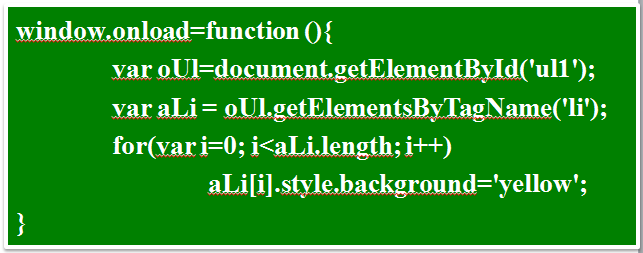 window.onload=function (){
var oUl=document.getElementById('ul1');
var aLi = oUl.getElementsByTagName('li');
for(var i=0; i<aLi.length; i++)
aLi[i].style.background='yellow';
}